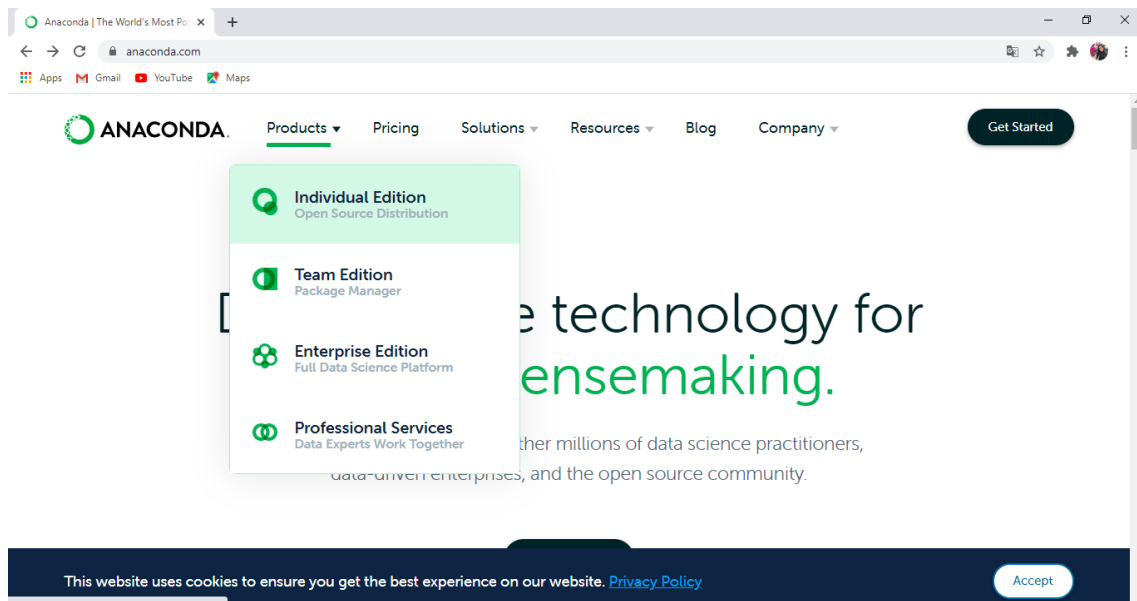 Anaconda | The World's Most Po
anaconda.com
Apps Gmail YouTube Maps
ANACONDA. Products Pricing Solutions Resources Blog Company Get Started
Individual Edition
Open Source Distribution
Team Edition
Package Manager
Enterprise Edition
Full Data Science Platform
Professional Services
Data Experts Work Together
technology for
ensemaking.
ther millions of data science practitioners,
data-driven enterprises, and the open source community.
This website uses cookies to ensure you get the best experience on our website. Privacy Policy Accept